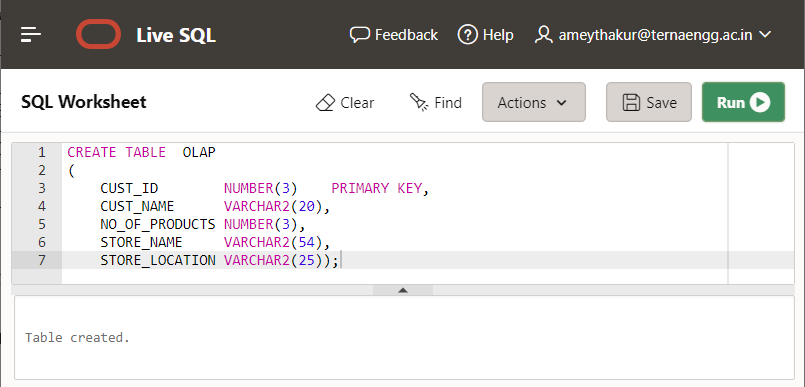 Live SQL Feedback Help ameythakur@ternaengg.ac.in
SQL Worksheet Clear Find Actions Save Run
1 CREATE TABLE  OLAP
2 (
3     CUST_ID        NUMBER(3)    PRIMARY KEY,
4     CUST_NAME      VARCHAR2(20),
5     NO_OF_PRODUCTS NUMBER(3),
6     STORE_NAME     VARCHAR2(54),
7     STORE_LOCATION VARCHAR2(25));
Table created.